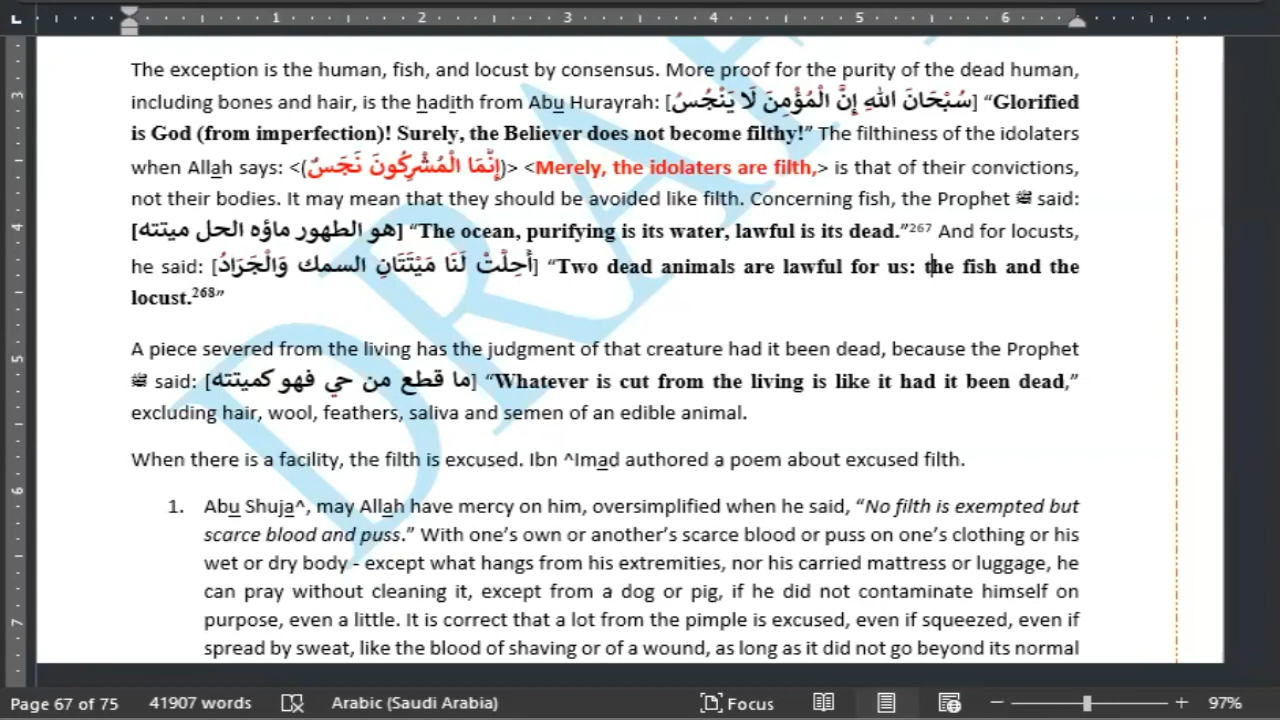 1 2 3 4 5 6
3
4
5
6
7
DRAF
The exception is the human, fish, and locust by consensus. More proof for the purity of the dead human,
including bones and hair, is the hadith from Abu Hurayrah: [سُبْحَانَ اللهِ إِنَّ الْمُؤْمِنَ لَا يَنْجُسُ] “Glorified
is God (from imperfection)! Surely, the Believer does not become filthy!” The filthiness of the idolaters
when Allah says: <(إِنَّمَا الْمُشْرِكُونَ نَجَسٌ)> <Merely, the idolaters are filth,> is that of their convictions,
not their bodies. It may mean that they should be avoided like filth. Concerning fish, the Prophet ﷺ said:
[هو الطهور ماؤه الحل ميتته] “The ocean, purifying is its water, lawful is its dead.”267 And for locusts,
he said: [أُحِلَّتْ لَنَا مَيْتَتَانِ السمك وَالْجَرَادُ] “Two dead animals are lawful for us: the fish and the
locust.268”
A piece severed from the living has the judgment of that creature had it been dead, because the Prophet
ﷺ said: [ما قطع من حي فهو كميتته] “Whatever is cut from the living is like it had it been dead,”
excluding hair, wool, feathers, saliva and semen of an edible animal.
When there is a facility, the filth is excused. Ibn ^Imad authored a poem about excused filth.
1. Abu Shuja^, may Allah have mercy on him, oversimplified when he said, “No filth is exempted but
scarce blood and puss.” With one’s own or another’s scarce blood or puss on one’s clothing or his
wet or dry body - except what hangs from his extremities, nor his carried mattress or luggage, he
can pray without cleaning it, except from a dog or pig, if he did not contaminate himself on
purpose, even a little. It is correct that a lot from the pimple is excused, even if squeezed, even if
spread by sweat, like the blood of shaving or of a wound, as long as it did not go beyond its normal
Page 67 of 75 41907 words Arabic (Saudi Arabia) Focus 97%